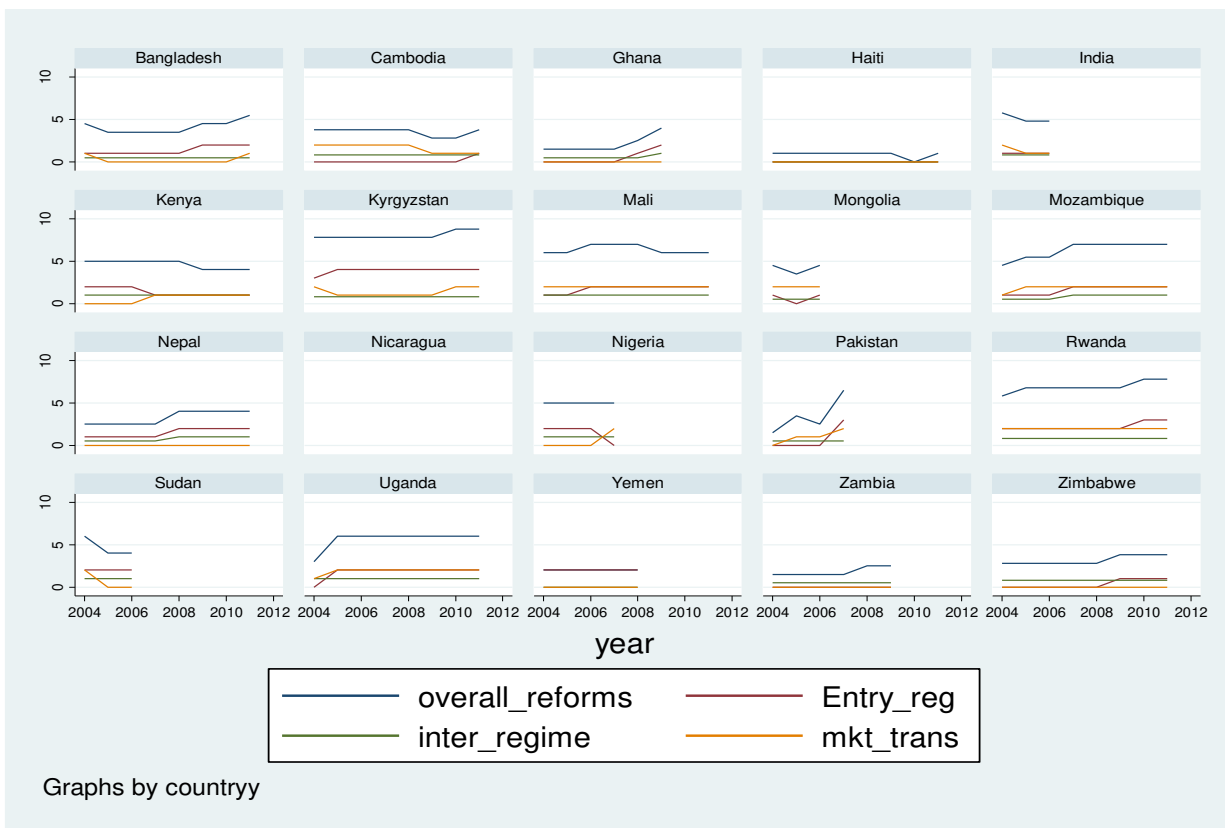 Bangladesh Cambodia Ghana Haiti India
10
5
0
Kenya Kyrgyzstan Mali Mongolia Mozambique
10
5
0
Nepal Nicaragua Nigeria Pakistan Rwanda
10
5
0
Sudan Uganda Yemen Zambia Zimbabwe
10
5
0
2004 2006 2008 2010 2012 2004 2006 2008 2010 2012 2004 2006 2008 2010 2012 2004 2006 2008 2010 2012 2004 2006 2008 2010 2012
year
overall_reforms Entry_reg
inter_regime mkt_trans
Graphs by countryy